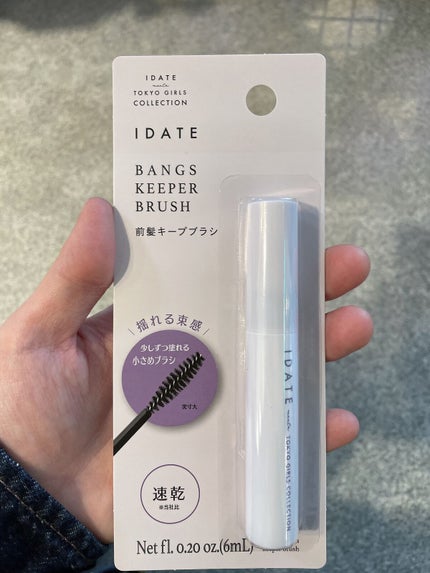 IDATE
meets
TOKYO GIRLS
COLLECTION
IDATE
BANGS
KEEPER
BRUSH
前髪キープブラシ
揺れる束感
少しずつ塗れる
小さめブラシ
実寸大
速乾
※当社比
Net fl. 0.20 oz.(6mL)
IDATE meets TOKYO GIRLS COLLECTION